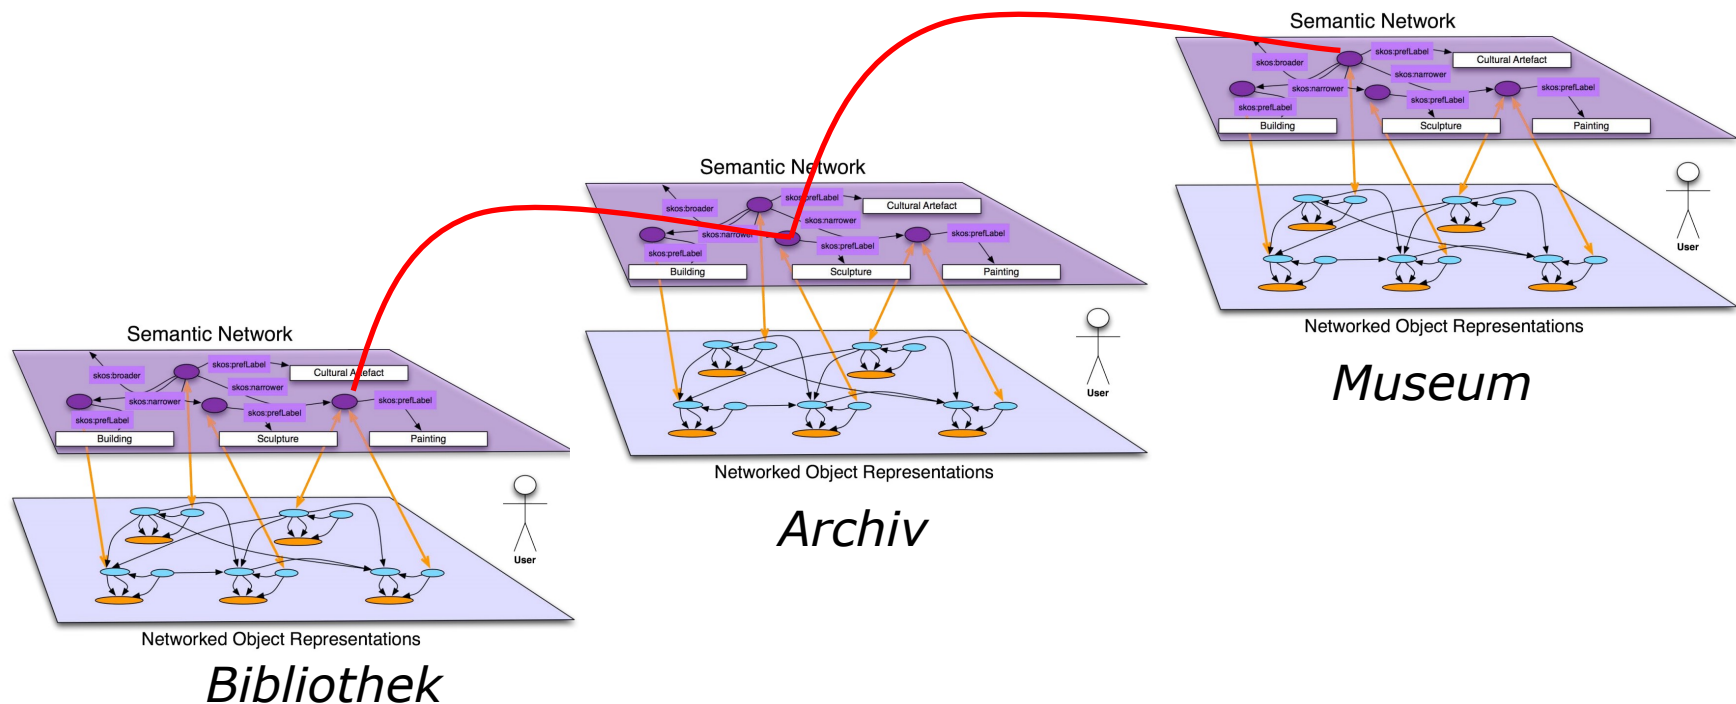 Semantic Network
skos:prefLabel
skos:broader
Cultural Artefact
skos:narrower
skos:narrower
skos:prefLabel
skos:prefLabel
skos:prefLabel
Building
Sculpture
Painting
User
Networked Object Representations
Bibliothek
Semantic Network
skos:prefLabel
skos:broader
Cultural Artefact
skos:narrower
skos:narrower
skos:prefLabel
skos:prefLabel
skos:prefLabel
Building
Sculpture
Painting
User
Networked Object Representations
Archiv
Semantic Network
skos:prefLabel
skos:broader
Cultural Artefact
skos:narrower
skos:narrower
skos:prefLabel
skos:prefLabel
skos:prefLabel
Building
Sculpture
Painting
User
Networked Object Representations
Museum